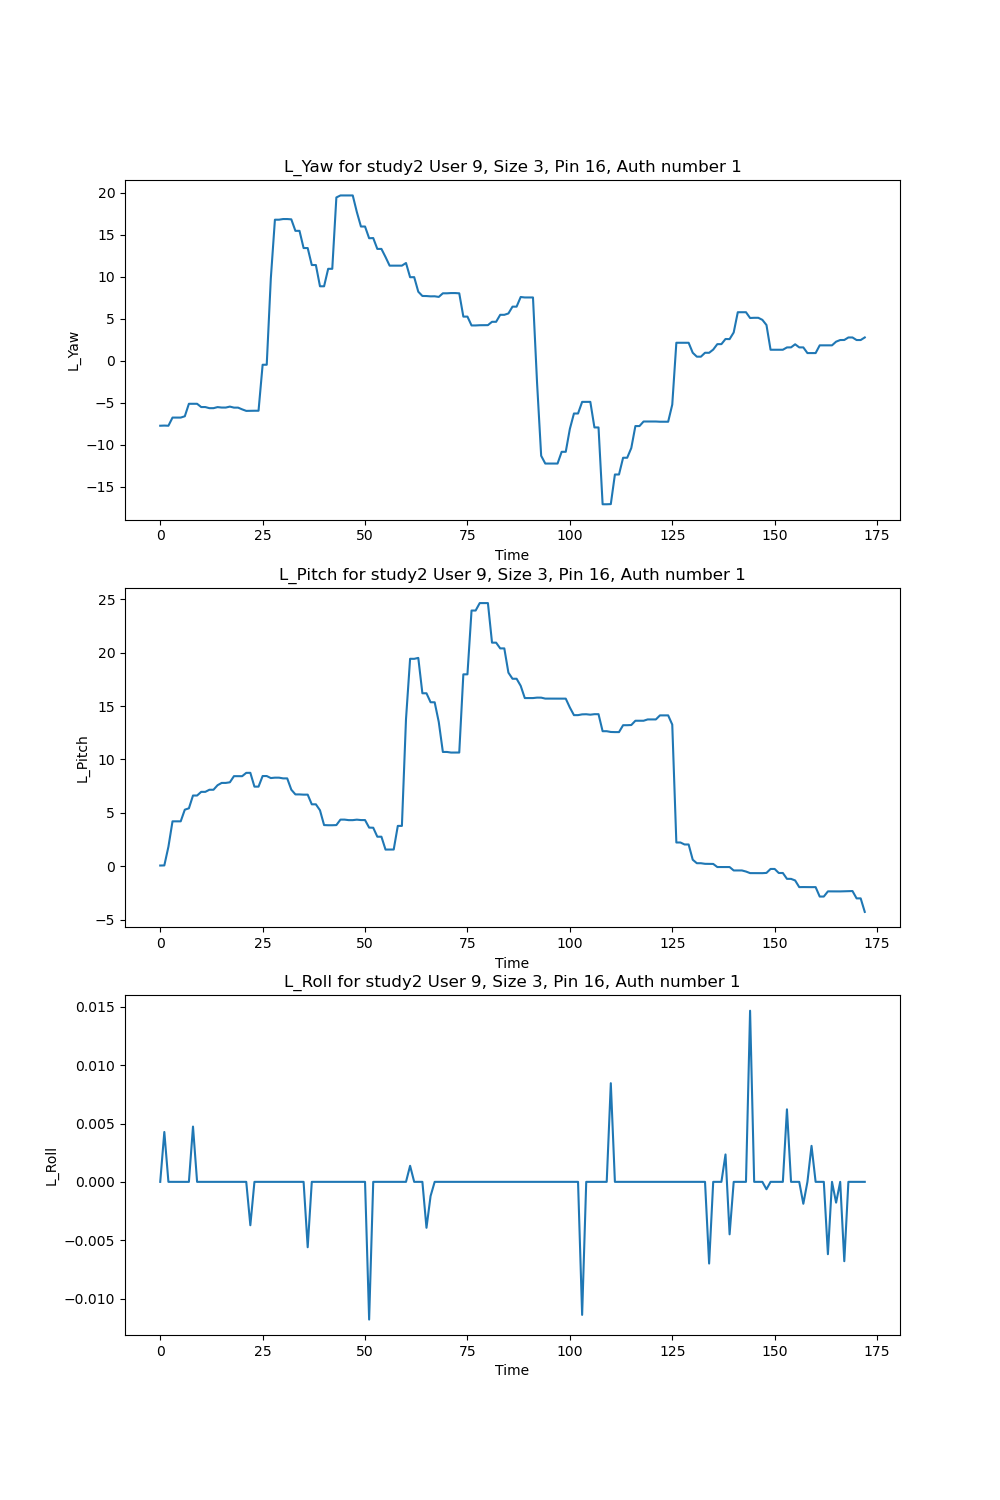 L_Yaw for study2 User 9, Size 3, Pin 16, Auth number 1
20
15
10
5
0
−5
−10
−15
L_Yaw
0 25 50 75 100 125 150 175
Time
L_Pitch for study2 User 9, Size 3, Pin 16, Auth number 1
25
20
15
10
5
0
−5
L_Pitch
0 25 50 75 100 125 150 175
Time
L_Roll for study2 User 9, Size 3, Pin 16, Auth number 1
0.015
0.010
0.005
0.000
−0.005
−0.010
L_Roll
0 25 50 75 100 125 150 175
Time